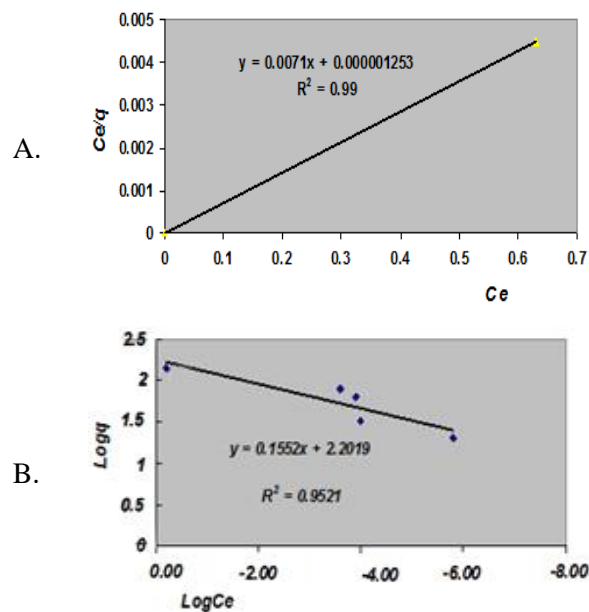 A.
Ce/q
0.005
0.004
0.003
0.002
0.001
0
y = 0.0071x + 0.000001253
R² = 0.99
0 0.1 0.2 0.3 0.4 0.5 0.6 0.7
Ce
B.
Logq
2.5
2
1.5
1
0.5
0
y = 0.1552x + 2.2019
R² = 0.9521
0.00 -2.00 -4.00 -6.00 -8.00
LogCe